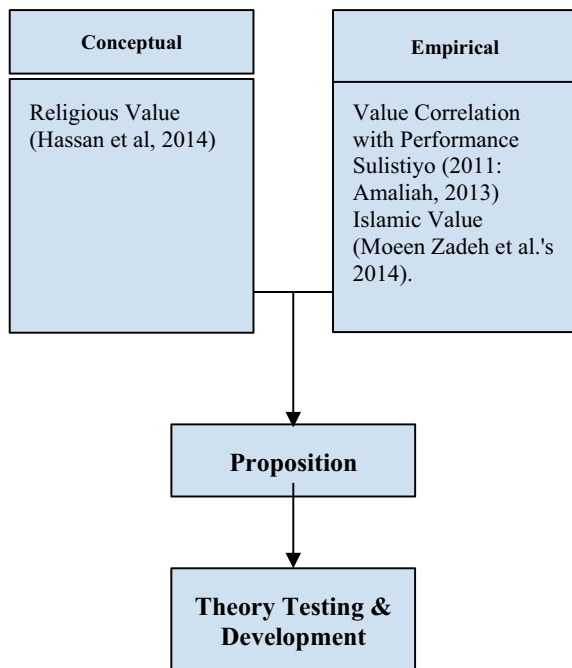 Conceptual
Religious Value
(Hassan et al, 2014)
Empirical
Value Correlation
with Performance
Sulistiyo (2011:
Amaliah, 2013)
Islamic Value
(Moeen Zadeh et al.'s
2014).
Proposition
Theory Testing &
Development